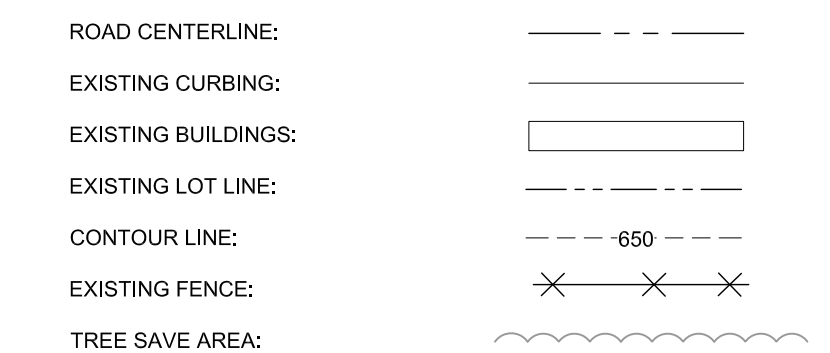 ROAD CENTERLINE:
EXISTING CURBING:
EXISTING BUILDINGS:
EXISTING LOT LINE:
CONTOUR LINE: 650
EXISTING FENCE:
TREE SAVE AREA: